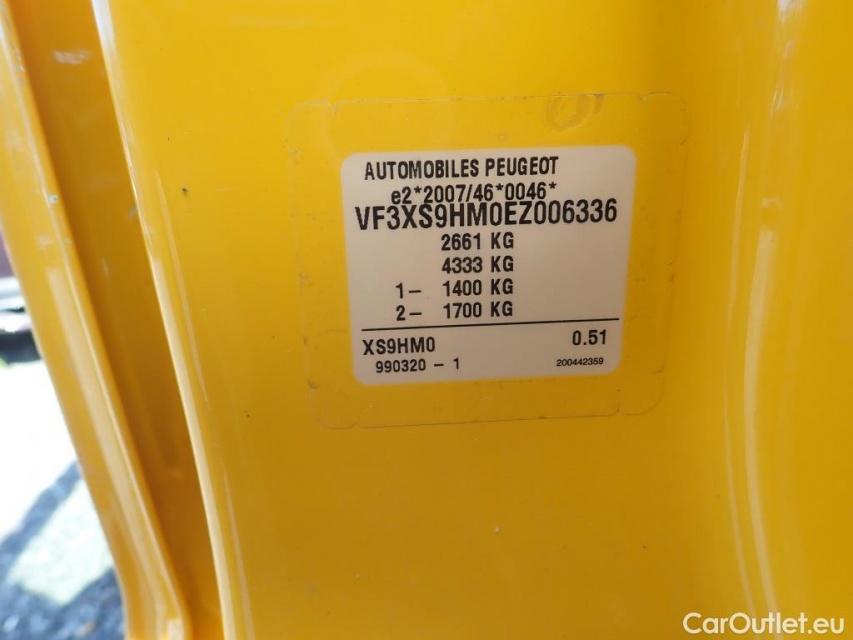 AUTOMOBILES PEUGEOT
e2*2007/46*0046*
VF3XS9HM0EZ006336
2661 KG
4333 KG
1- 1400 KG
2- 1700 KG
XS9HM0 0.51
990320 - 1 200442359
CarOutlet.eu